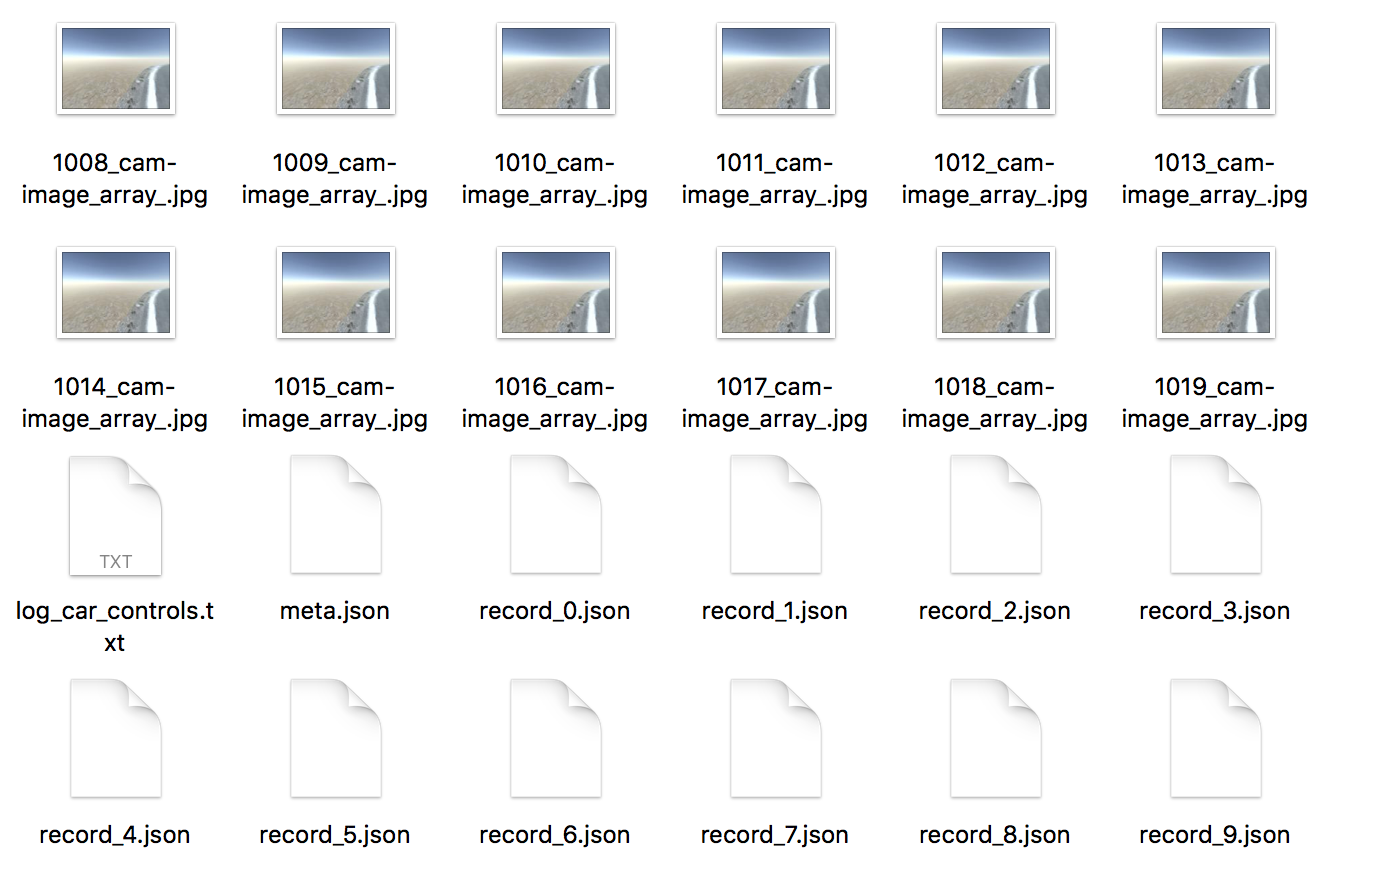 1008_cam-
image_array_.jpg
1009_cam-
image_array_.jpg
1010_cam-
image_array_.jpg
1011_cam-
image_array_.jpg
1012_cam-
image_array_.jpg
1013_cam-
image_array_.jpg
1014_cam-
image_array_.jpg
1015_cam-
image_array_.jpg
1016_cam-
image_array_.jpg
1017_cam-
image_array_.jpg
1018_cam-
image_array_.jpg
1019_cam-
image_array_.jpg
TXT
log_car_controls.t
xt
meta.json
record_0.json
record_1.json
record_2.json
record_3.json
record_4.json
record_5.json
record_6.json
record_7.json
record_8.json
record_9.json